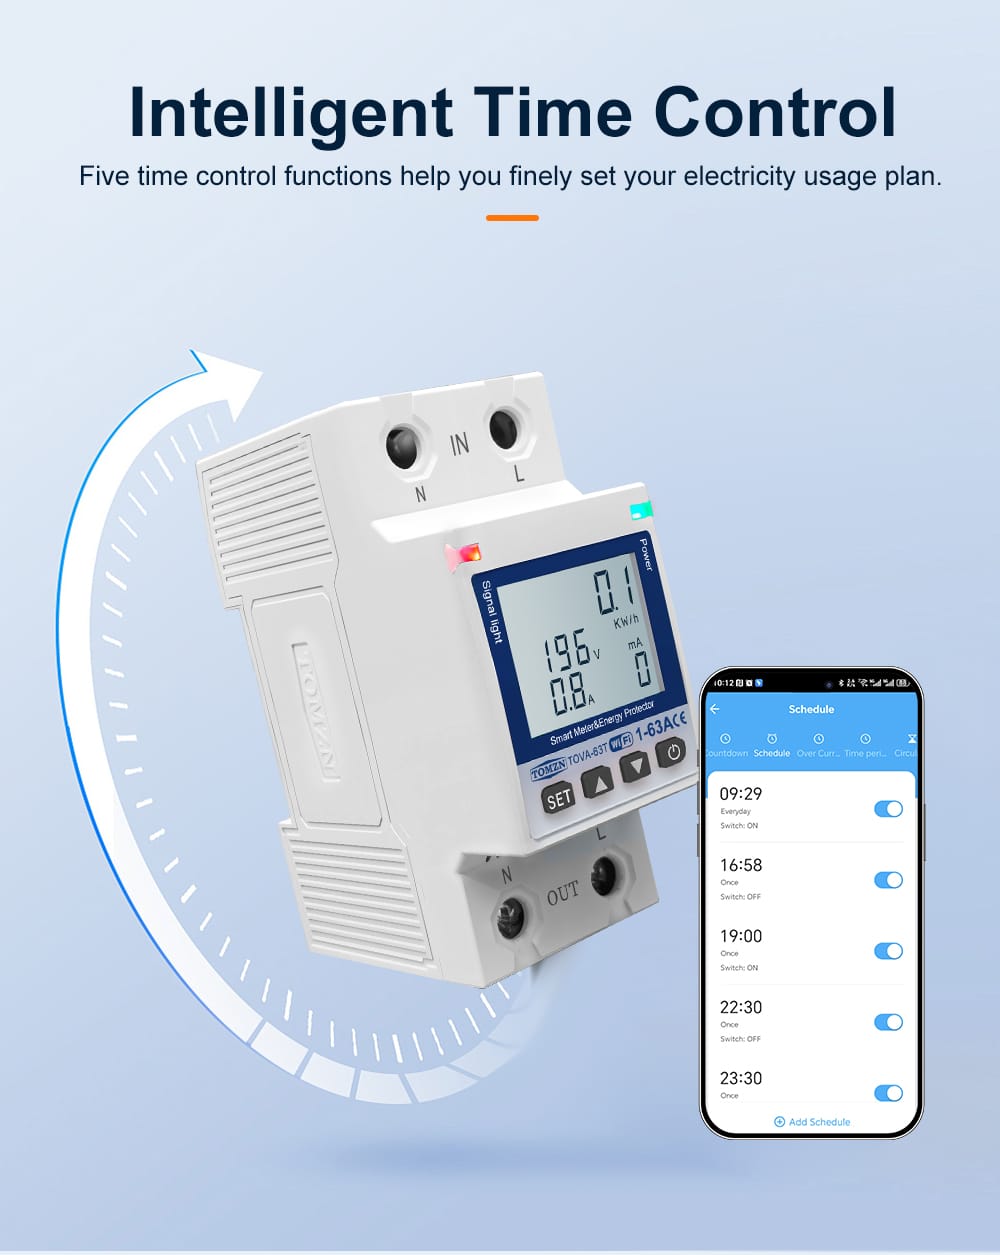 Intelligent Time Control
Five time control functions help you finely set your electricity usage plan.
IN
N
L
Signal light
Power
0.1
KW/h
196 V
mA
0.8 A
0
Smart Meter&Energy Protector
TOMZN TOVA-63T WiFi 1-63A CE
SET
TOMZN
N
OUT
L
10:12
Schedule
ountdown
Schedule
Over Curr...
Time peri...
Circul
09:29
Everyday
Switch: ON
16:58
Once
Switch: OFF
19:00
Once
Switch: ON
22:30
Once
Switch: OFF
23:30
Once
Add Schedule